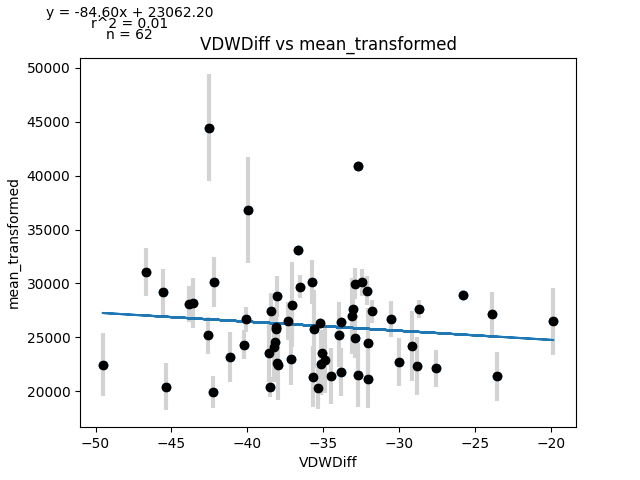 y = -84.60x + 23062.20
r^2 = 0.01
n = 62
VDWDiff vs mean_transformed
50000
45000
40000
35000
30000
25000
20000
mean_transformed
−50
−45
−40
−35
−30
−25
−20
VDWDiff